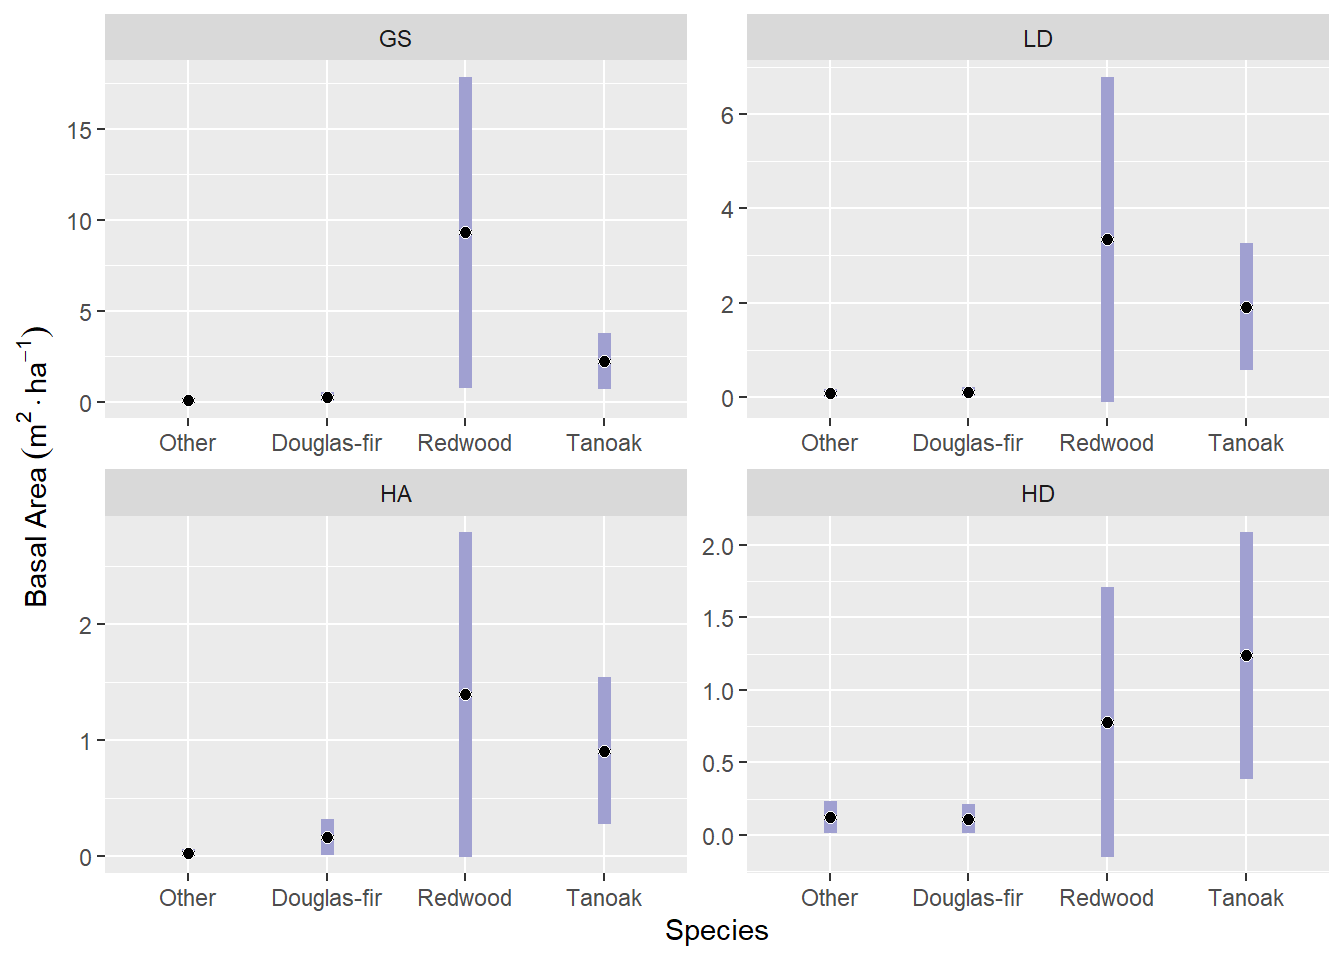 GS
LD
15
10
5
0
6
4
2
0
Other Douglas-fir Redwood Tanoak
Other Douglas-fir Redwood Tanoak
HA
HD
2
1
0
2.0
1.5
1.0
0.5
0.0
Other Douglas-fir Redwood Tanoak
Other Douglas-fir Redwood Tanoak
Species
Basal Area (m² · ha⁻¹)